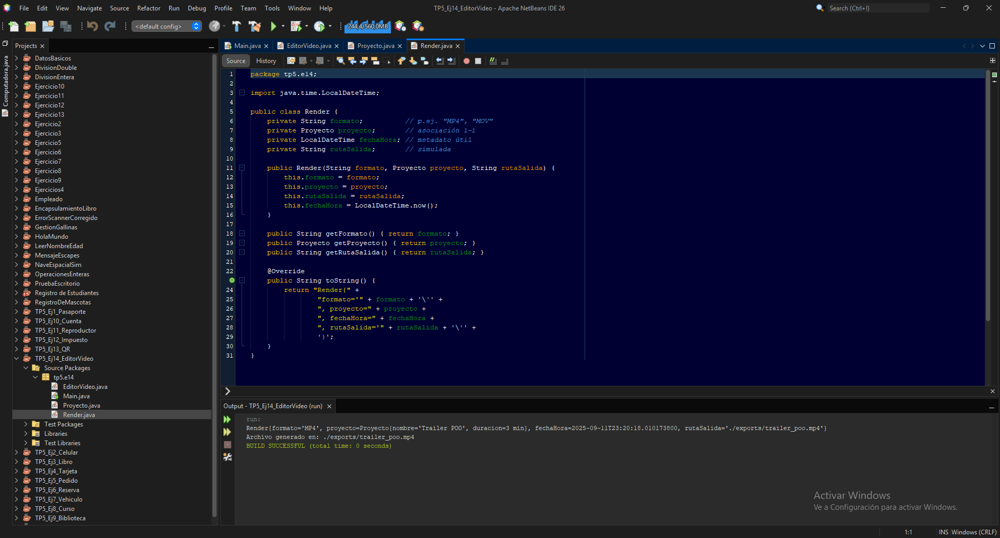 File Edit View Navigate Source Refactor Run Debug Profile Team Tools Window Help
TP5_Ej14_EditorVideo - Apache NetBeans IDE 26
Search (Ctrl+I)
<default config>
244,4/560,0MB
Computadora.java
Projects
DatosBasicos
DivisionDouble
DivisionEntera
Ejercicio10
Ejercicio11
Ejercicio12
Ejercicio13
Ejercicio2
Ejercicio3
Ejercicio5
Ejercicio6
Ejercicio7
Ejercicio8
Ejercicio9
Ejercicios4
Empleado
EncapsulamientoLibro
ErrorScannerCorregido
GestionGallinas
HolaMundo
LeerNombreEdad
MensajeEscapes
NaveEspacialSim
OperacionesEnteras
PruebaEscritorio
Registro de Estudiantes
RegistroDeMascotas
TP5_Ej1_Pasaporte
TP5_Ej10_Cuenta
TP5_Ej11_Reproductor
TP5_Ej12_Impuesto
TP5_Ej13_QR
TP5_Ej14_EditorVideo
Source Packages
tp5.e14
EditorVideo.java
Main.java
Proyecto.java
Render.java
Test Packages
Libraries
Test Libraries
TP5_Ej2_Celular
TP5_Ej3_Libro
TP5_Ej4_Tarjeta
TP5_Ej5_Pedido
TP5_Ej6_Reserva
TP5_Ej7_Vehiculo
TP5_Ej8_Curso
TP5_Ej9_Biblioteca
Main.java EditorVideo.java Proyecto.java Render.java
Source History
1 package tp5.e14;
2
3 import java.time.LocalDateTime;
4
5 public class Render {
6 private String formato; // p.ej. "MP4", "MOV"
7 private Proyecto proyecto; // asociación 1-1
8 private LocalDateTime fechaHora; // metadato útil
9 private String rutaSalida; // simulada
10
11 public Render(String formato, Proyecto proyecto, String rutaSalida) {
12 this.formato = formato;
13 this.proyecto = proyecto;
14 this.rutaSalida = rutaSalida;
15 this.fechaHora = LocalDateTime.now();
16 }
17
18 public String getFormato() { return formato; }
19 public Proyecto getProyecto() { return proyecto; }
20 public String getRutaSalida() { return rutaSalida; }
21
22 @Override
public String toString() {
24 return "Render{" +
25 "formato='" + formato + '\'' +
26 ", proyecto=" + proyecto +
27 ", fechaHora=" + fechaHora +
28 ", rutaSalida='" + rutaSalida + '\'' +
29 '}';
30 }
31 }
Output - TP5_Ej14_EditorVideo (run)
run:
Render{formato='MP4', proyecto=Proyecto{nombre='Trailer POO', duracion=3 min}, fechaHora=2025-09-11T23:20:18.010173800, rutaSalida='./exports/trailer_poo.mp4'}
Archivo generado en: ./exports/trailer_poo.mp4
BUILD SUCCESSFUL (total time: 0 seconds)
Activar Windows
Ve a Configuración para activar Windows.
1:1 INS Windows (CRLF)